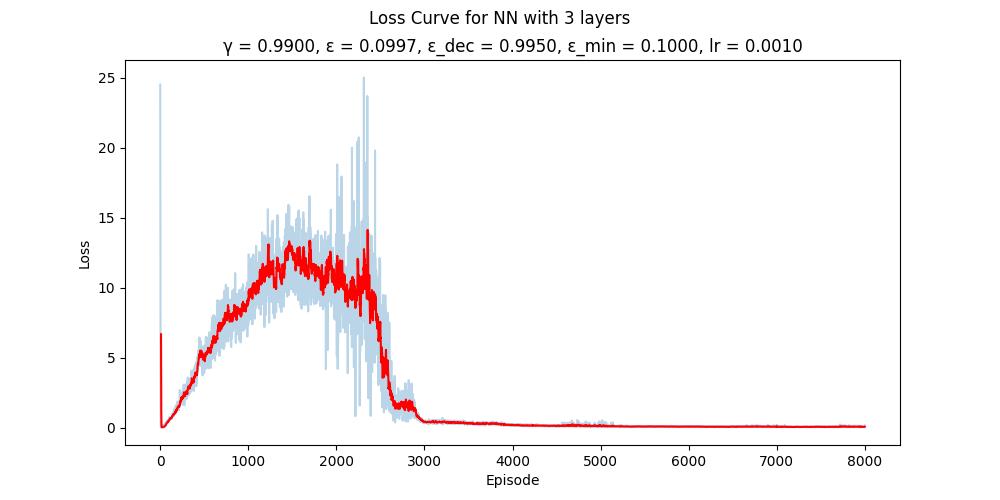 Loss Curve for NN with 3 layers
γ = 0.9900, ε = 0.0997, ε_dec = 0.9950, ε_min = 0.1000, lr = 0.0010
25
20
15
10
5
0
Loss
0 1000 2000 3000 4000 5000 6000 7000 8000
Episode